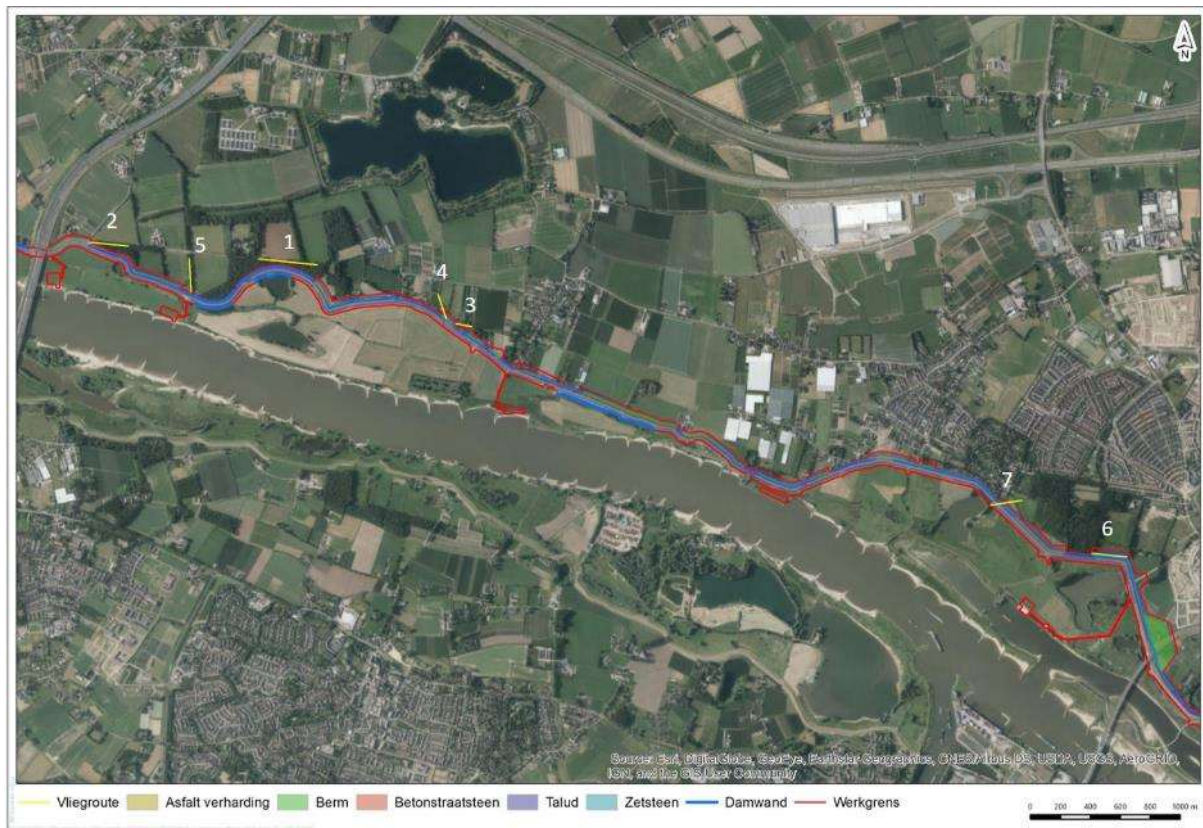 N
2
5
1
4
3
7
6
Source: Esri, DigitalGlobe, GeoEye, Earthstar Geographics, CNES/Airbus DS, USDA, USGS, AeroGRID,
IGN, and the GIS User Community
Vliegroute Asfalt verharding Berm Betonstraatsteen Talud Zetsteen Damwand Werkgrens
0 200 400 600 800 1000 m